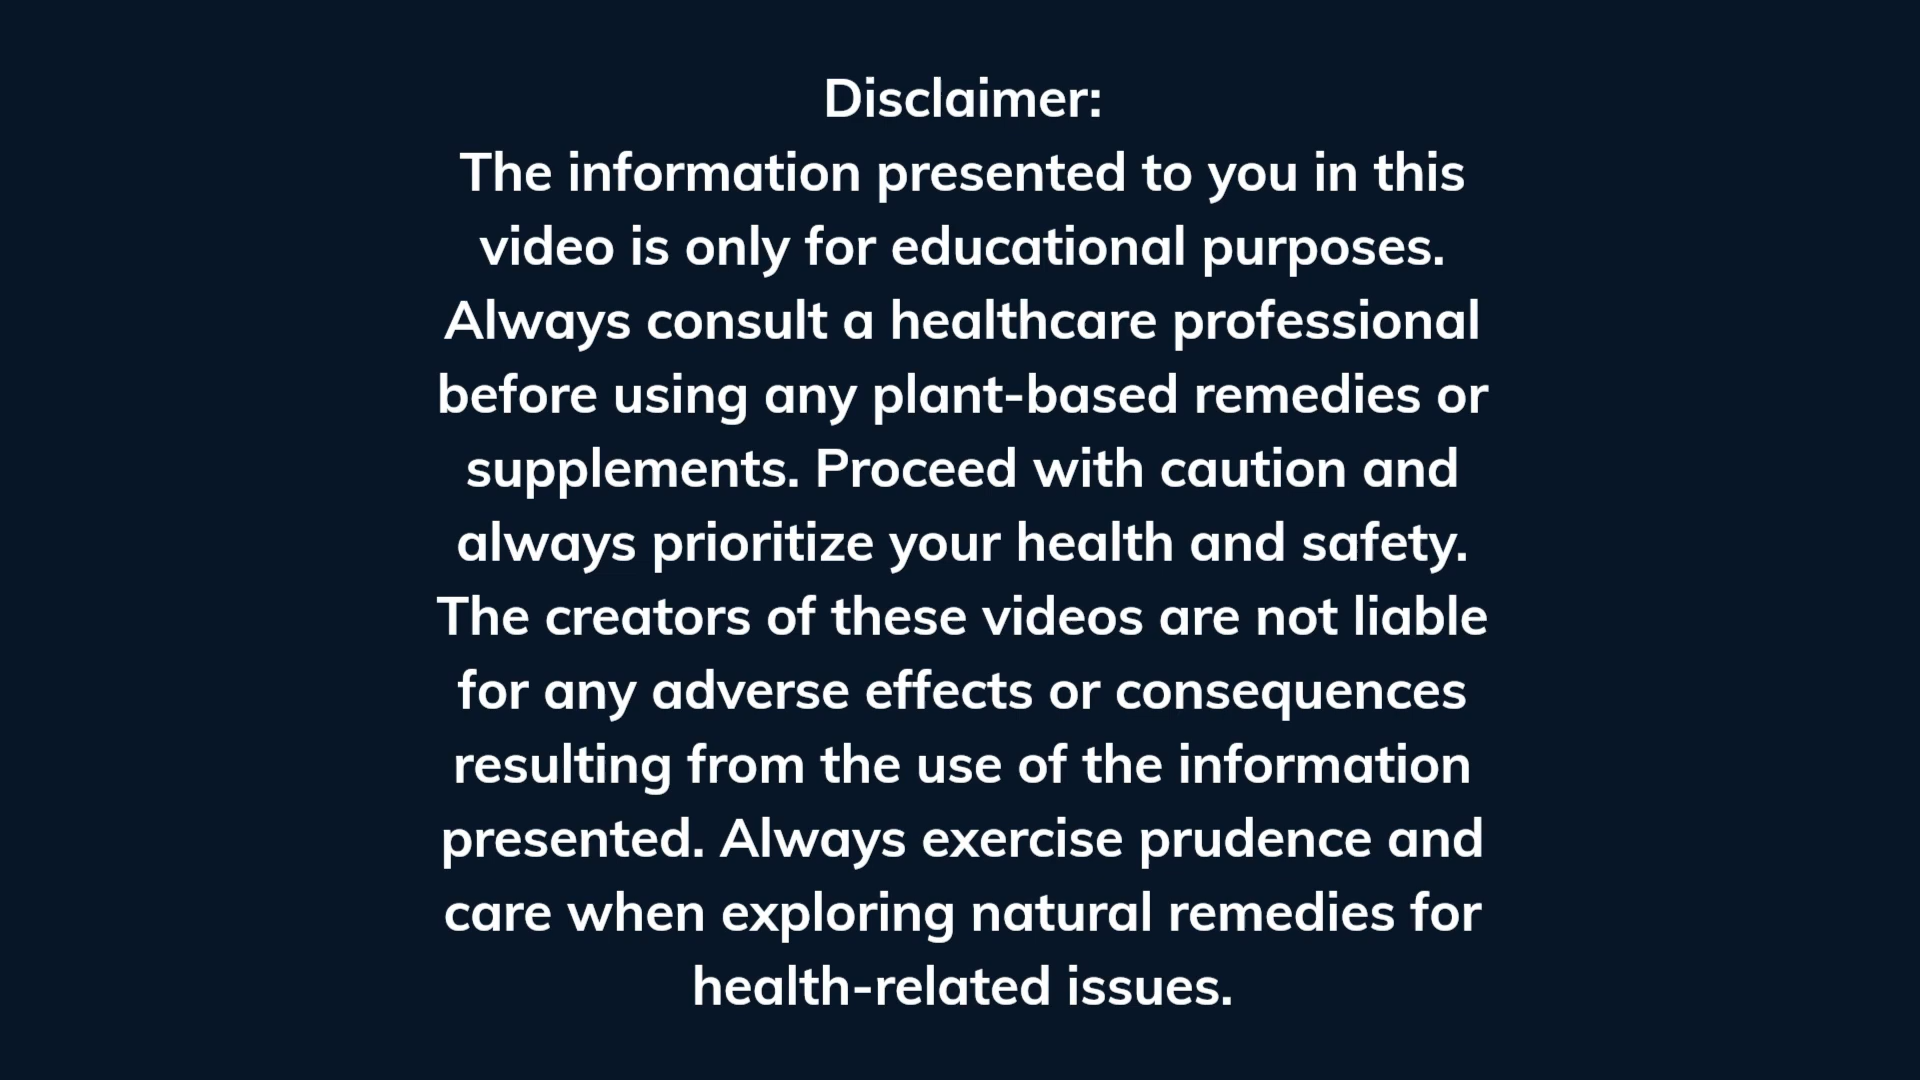 Disclaimer:
The information presented to you in this
video is only for educational purposes.
Always consult a healthcare professional
before using any plant-based remedies or
supplements. Proceed with caution and
always prioritize your health and safety.
The creators of these videos are not liable
for any adverse effects or consequences
resulting from the use of the information
presented. Always exercise prudence and
care when exploring natural remedies for
health-related issues.